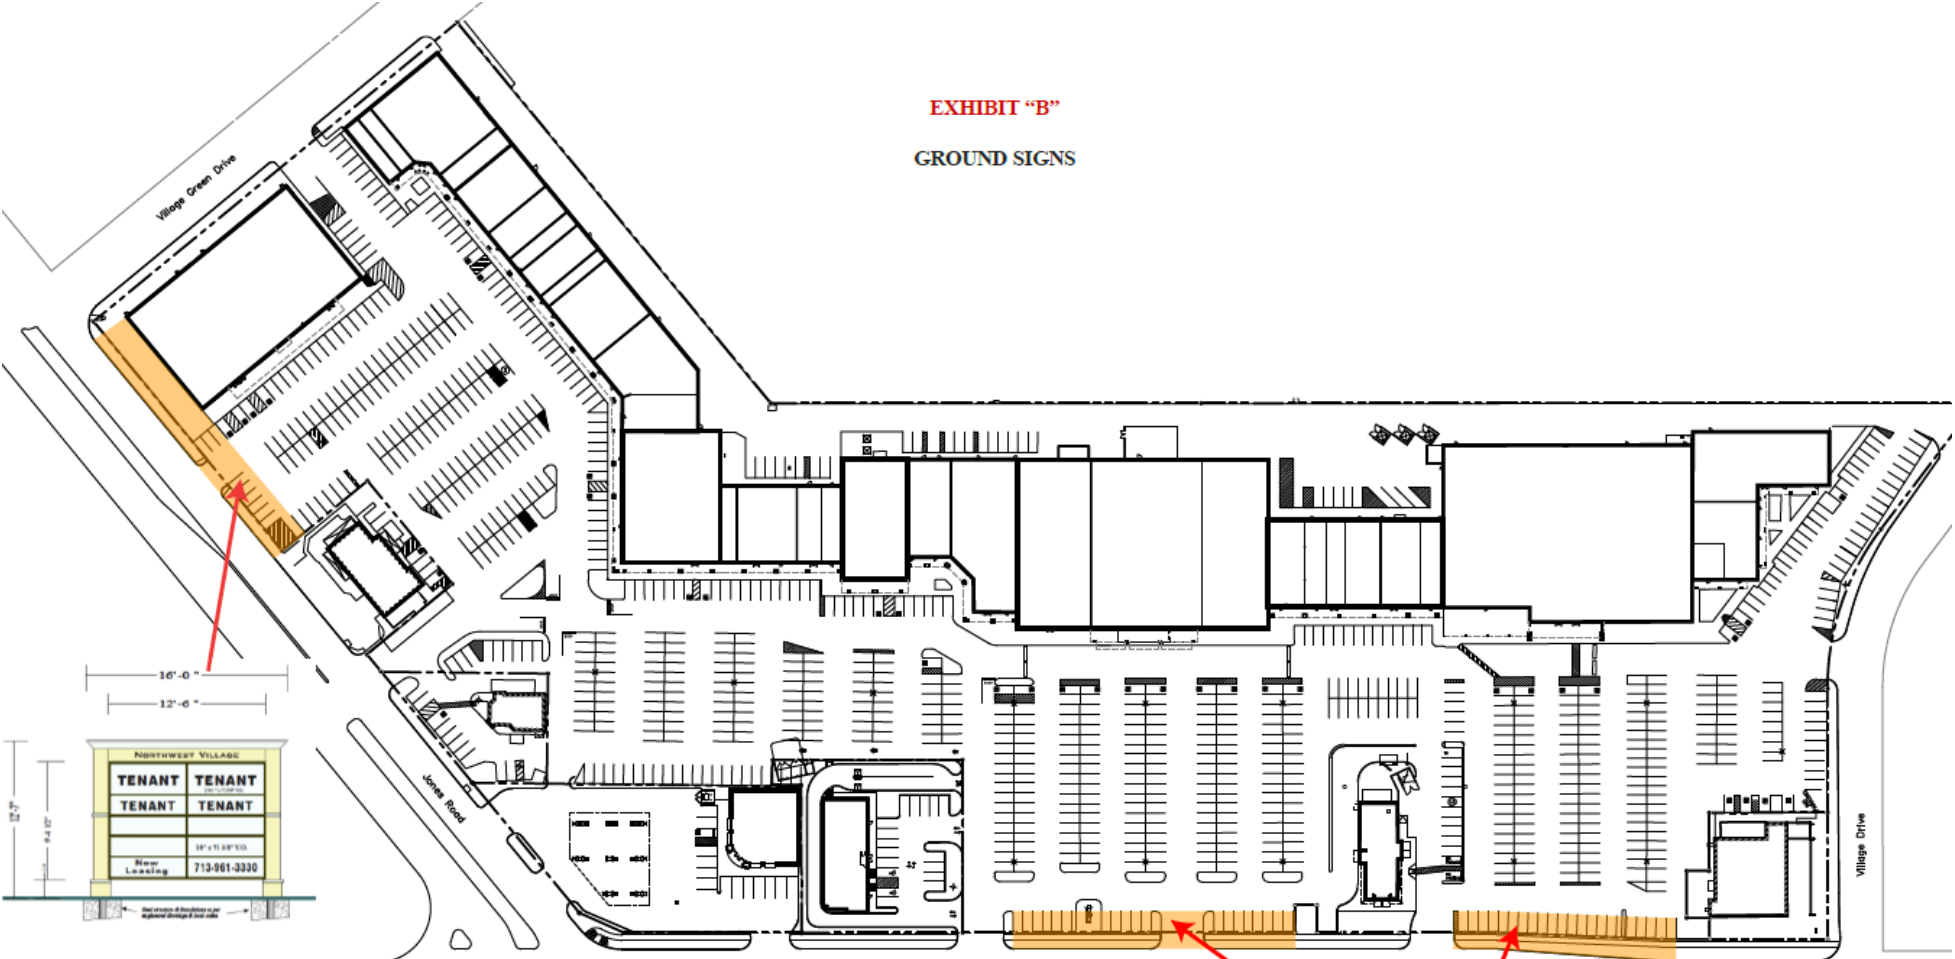 EXHIBIT “B”
GROUND SIGNS
Village Green Drive
16'-0 "
12'-6 "
NORTHWEST VILLAGE
TENANT TENANT
TENANT TENANT
Now Leasing
713-961-3330
Jones Road
Village Drive